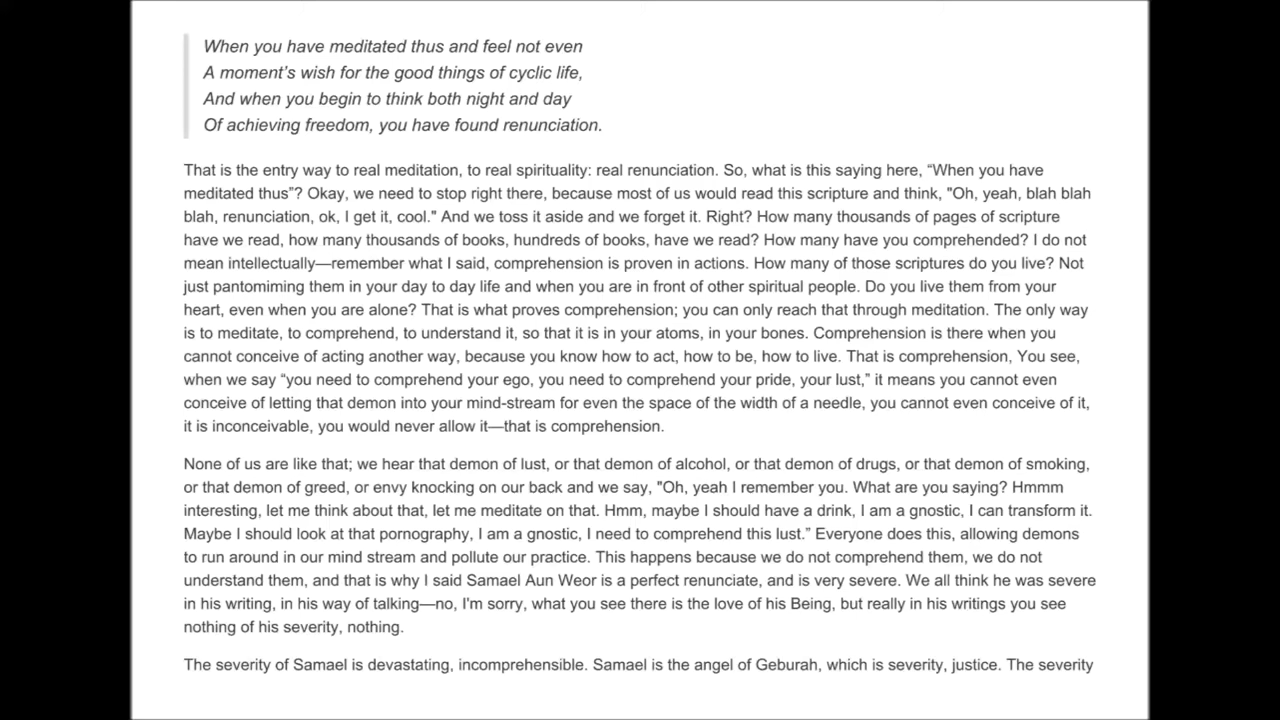 When you have meditated thus and feel not even
A moment's wish for the good things of cyclic life,
And when you begin to think both night and day
Of achieving freedom, you have found renunciation.
That is the entry way to real meditation, to real spirituality: real renunciation. So, what is this saying here, “When you have
meditated thus”? Okay, we need to stop right there, because most of us would read this scripture and think, "Oh, yeah, blah blah
blah, renunciation, ok, I get it, cool." And we toss it aside and we forget it. Right? How many thousands of pages of scripture
have we read, how many thousands of books, hundreds of books, have we read? How many have you comprehended? I do not
mean intellectually—remember what I said, comprehension is proven in actions. How many of those scriptures do you live? Not
just pantomiming them in your day to day life and when you are in front of other spiritual people. Do you live them from your
heart, even when you are alone? That is what proves comprehension; you can only reach that through meditation. The only way
is to meditate, to comprehend, to understand it, so that it is in your atoms, in your bones. Comprehension is there when you
cannot conceive of acting another way, because you know how to act, how to be, how to live. That is comprehension, You see,
when we say “you need to comprehend your ego, you need to comprehend your pride, your lust,” it means you cannot even
conceive of letting that demon into your mind-stream for even the space of the width of a needle, you cannot even conceive of it,
it is inconceivable, you would never allow it—that is comprehension.
None of us are like that; we hear that demon of lust, or that demon of alcohol, or that demon of drugs, or that demon of smoking,
or that demon of greed, or envy knocking on our back and we say, "Oh, yeah I remember you. What are you saying? Hmmm
interesting, let me think about that, let me meditate on that. Hmm, maybe I should have a drink, I am a gnostic, I can transform it.
Maybe I should look at that pornography, I am a gnostic, I need to comprehend this lust.” Everyone does this, allowing demons
to run around in our mind stream and pollute our practice. This happens because we do not comprehend them, we do not
understand them, and that is why I said Samael Aun Weor is a perfect renunciate, and is very severe. We all think he was severe
in his writing, in his way of talking—no, I'm sorry, what you see there is the love of his Being, but really in his writings you see
nothing of his severity, nothing.
The severity of Samael is devastating, incomprehensible. Samael is the angel of Geburah, which is severity, justice. The severity